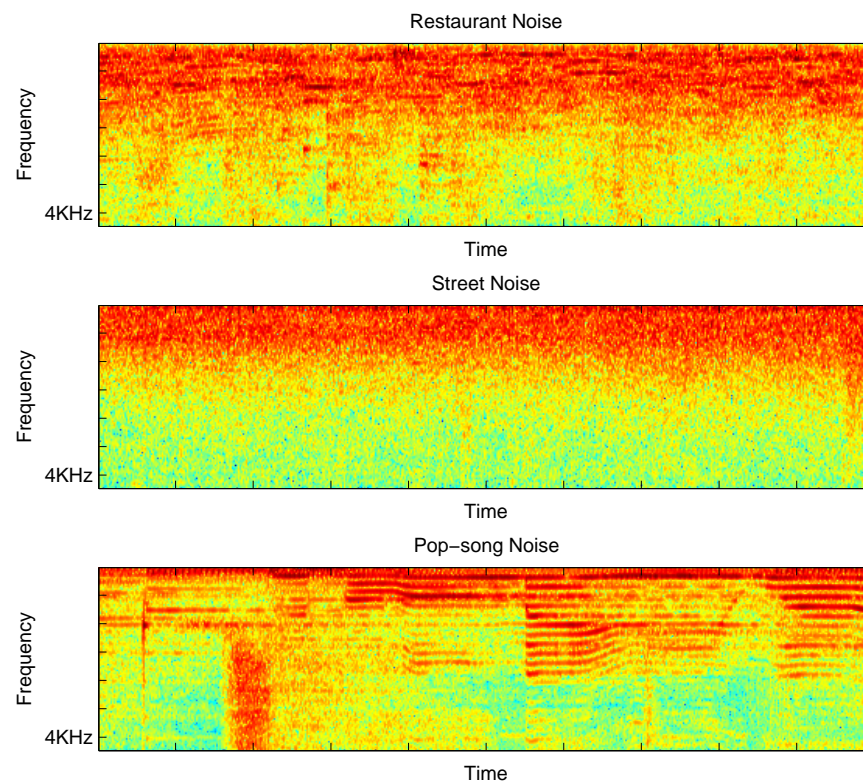 Restaurant Noise
Frequency
4KHz
Time
Street Noise
Frequency
4KHz
Time
Pop−song Noise
Frequency
4KHz
Time